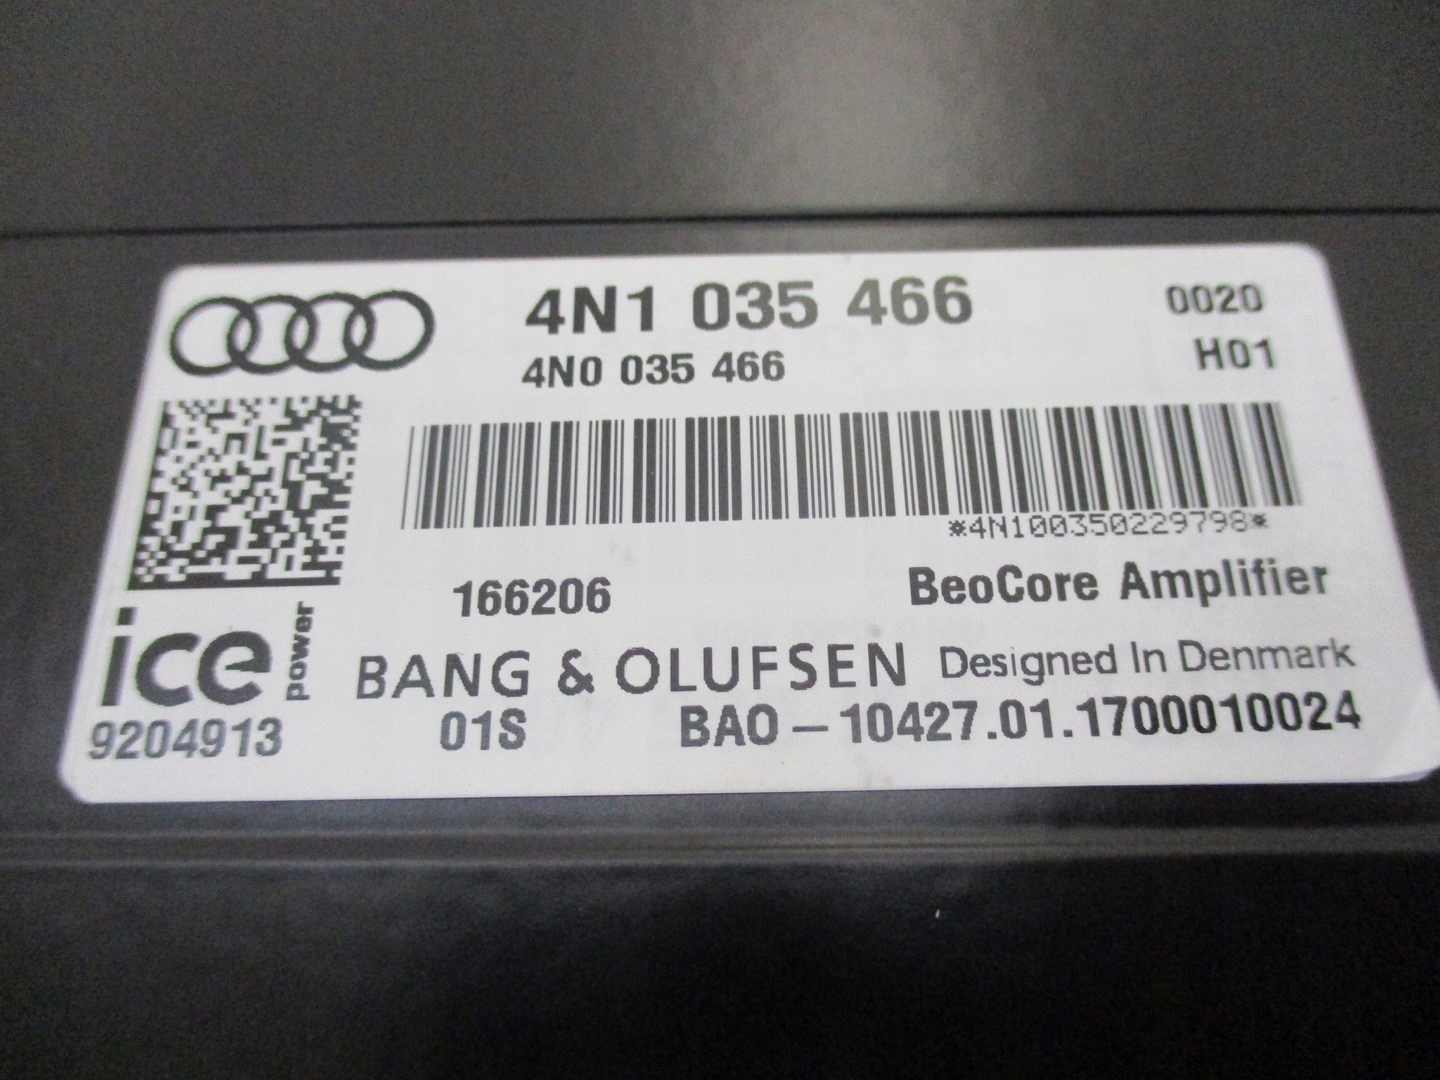 4N1 035 466 0020
4N0 035 466 H01
*4N100350229798*
166206 BeoCore Amplifier
ice power BANG & OLUFSEN Designed In Denmark
9204913 01S BAO – 10427.01.1700010024